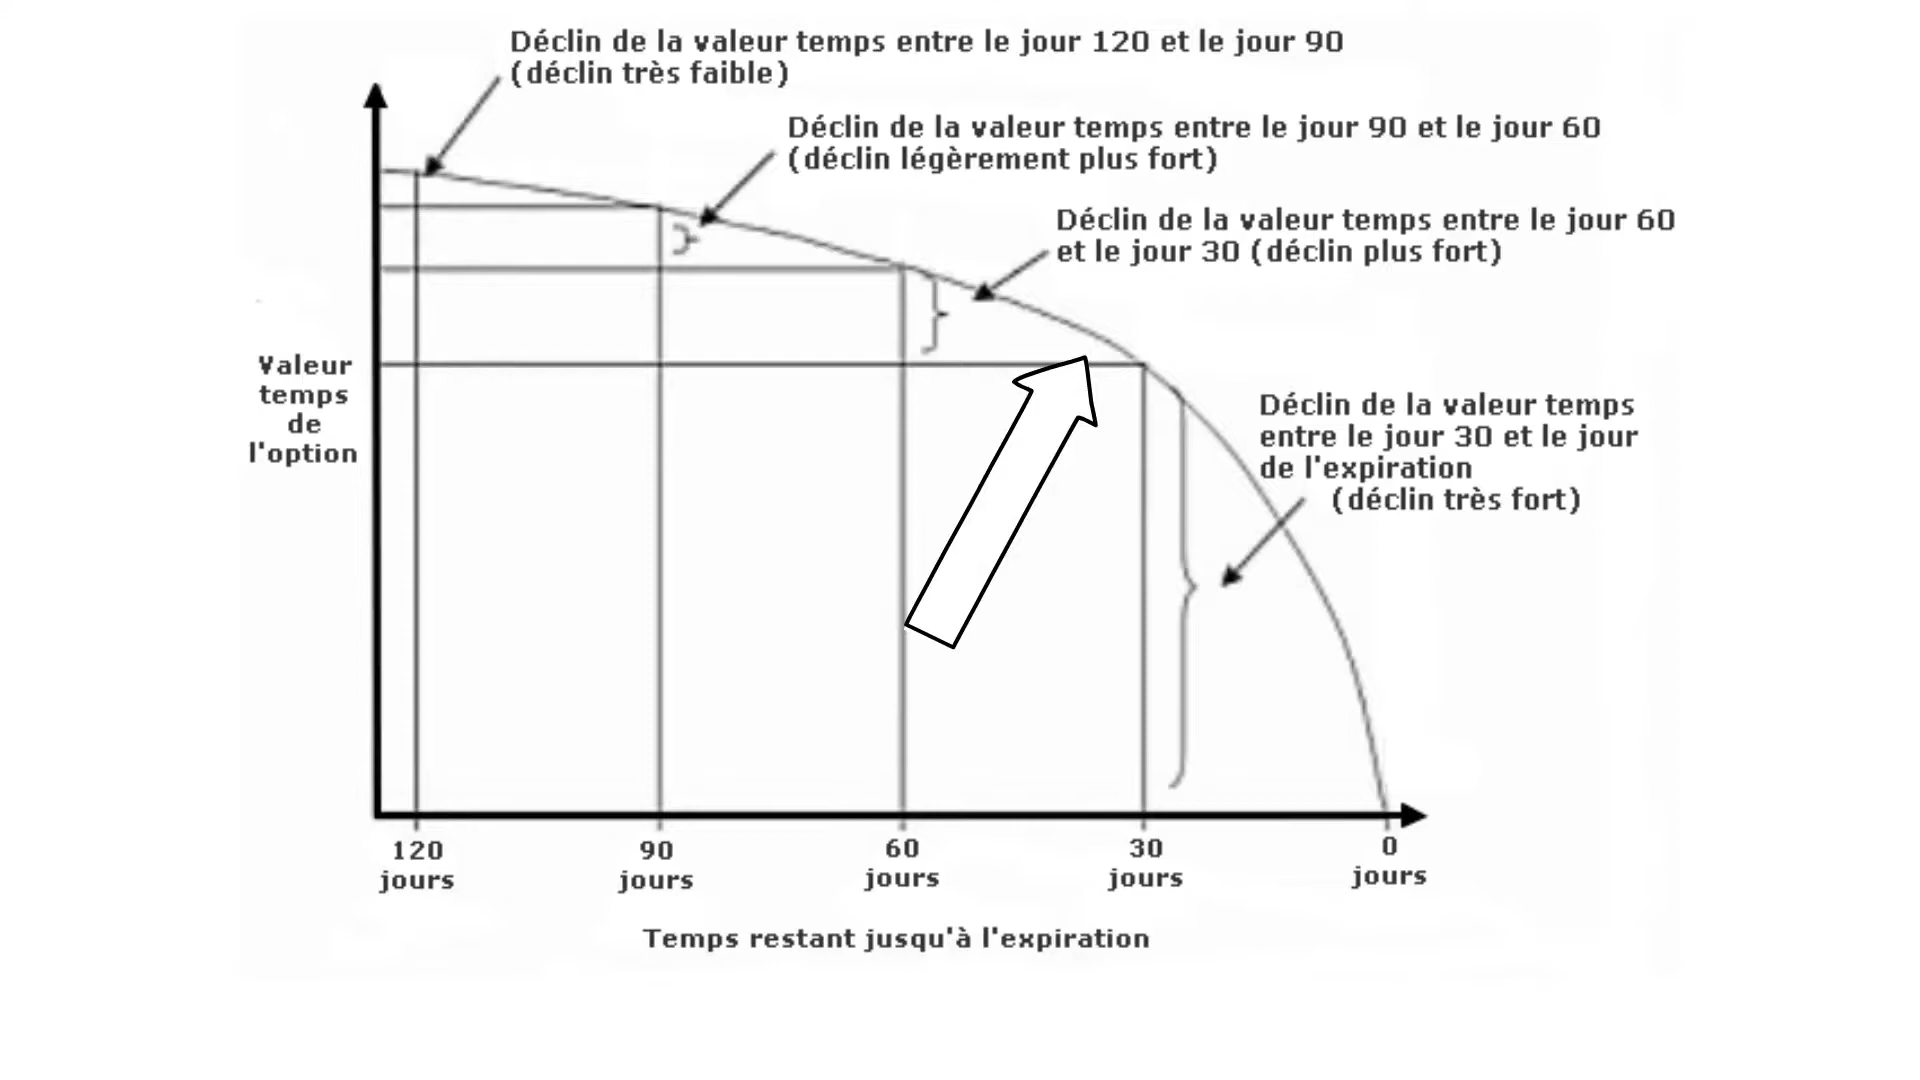 Déclin de la valeur temps entre le jour 120 et le jour 90
(déclin très faible)
Déclin de la valeur temps entre le jour 90 et le jour 60
(déclin légèrement plus fort)
Déclin de la valeur temps entre le jour 60
et le jour 30 (déclin plus fort)
Valeur
temps
de
l'option
Déclin de la valeur temps
entre le jour 30 et le jour
de l'expiration
(déclin très fort)
120
jours
90
jours
60
jours
30
jours
0
jours
Temps restant jusqu'à l'expiration